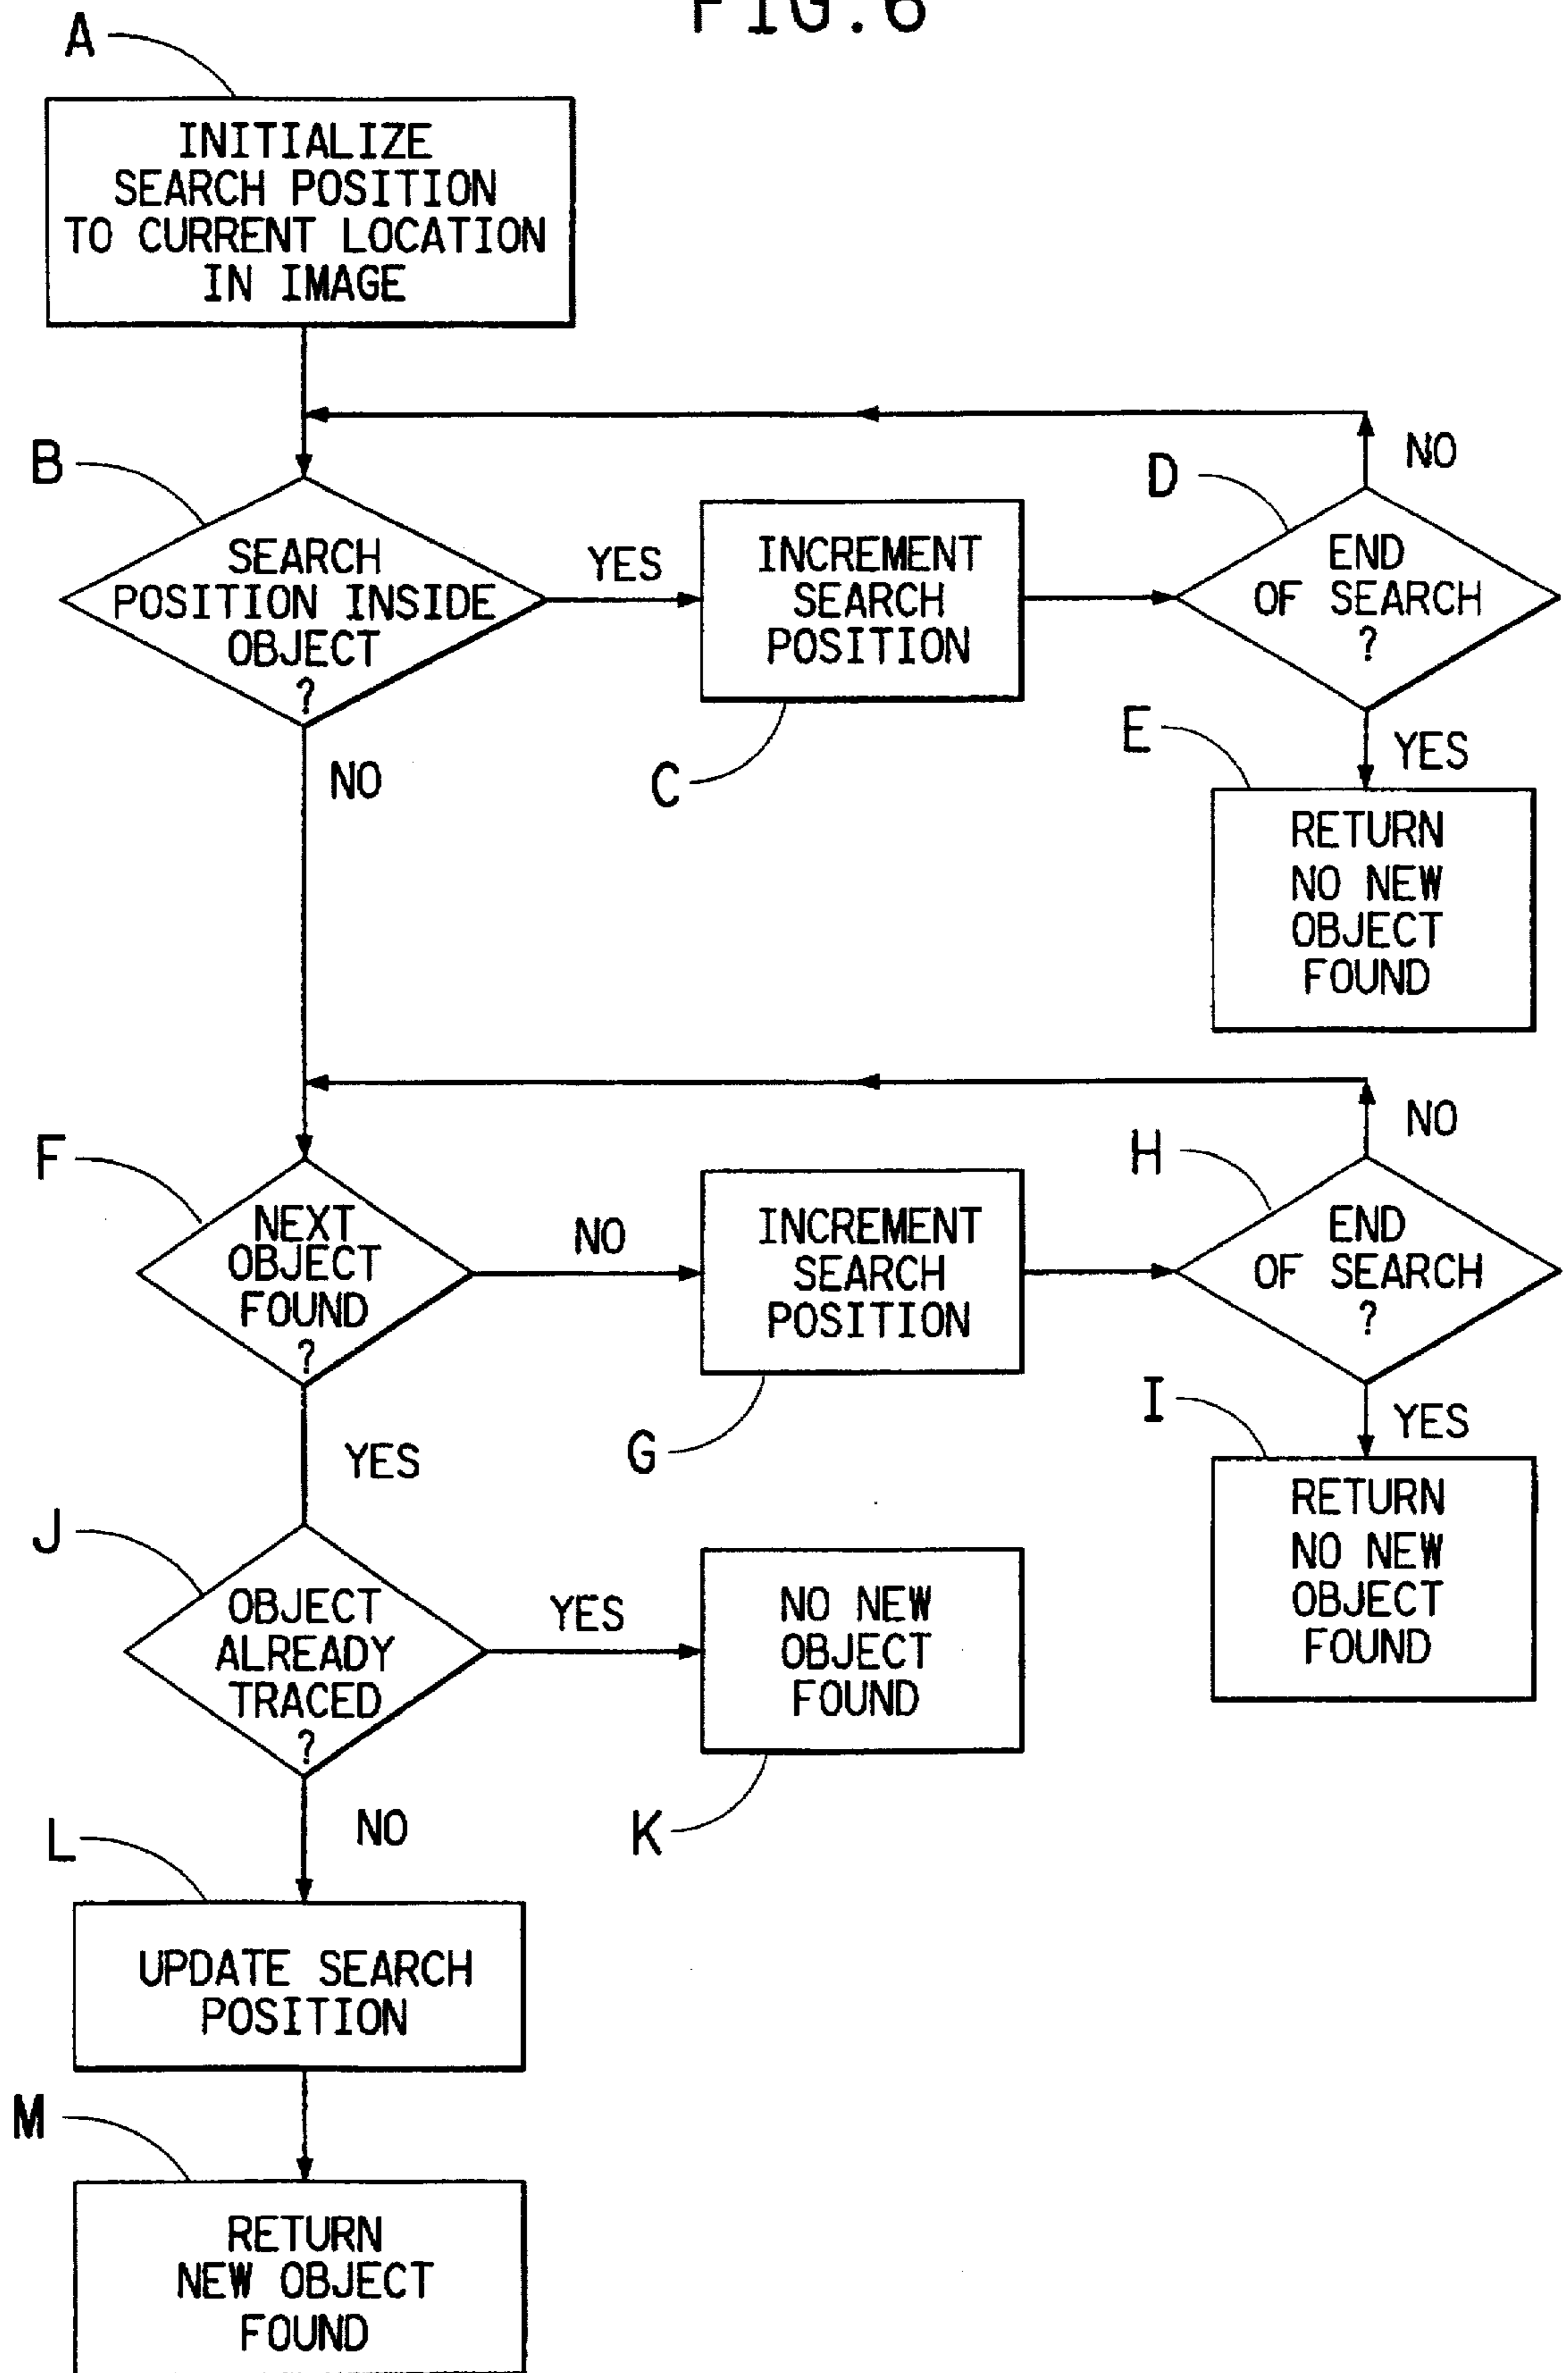 FIG.6
A
INITIALIZE
SEARCH POSITION
TO CURRENT LOCATION
IN IMAGE
B
SEARCH
POSITION INSIDE
OBJECT
?
YES
NO
C
INCREMENT
SEARCH
POSITION
D
END
OF SEARCH
?
NO
YES
E
RETURN
NO NEW
OBJECT
FOUND
F
NEXT
OBJECT
FOUND
?
NO
YES
G
INCREMENT
SEARCH
POSITION
H
END
OF SEARCH
?
NO
YES
I
RETURN
NO NEW
OBJECT
FOUND
J
OBJECT
ALREADY
TRACED
?
YES
NO
K
NO NEW
OBJECT
FOUND
L
UPDATE SEARCH
POSITION
M
RETURN
NEW OBJECT
FOUND